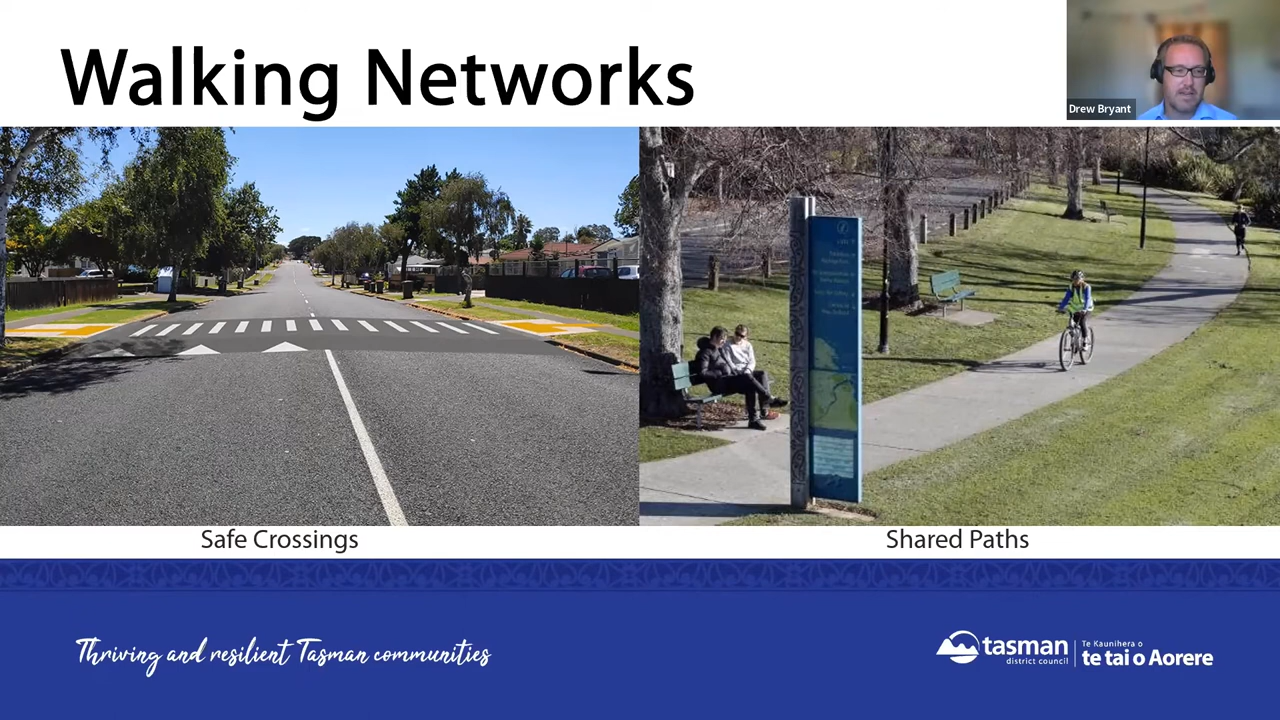 Walking Networks
Drew Bryant
Safe Crossings
Shared Paths
Thriving and resilient Tasman communities
tasman
district council
Te Kaunihera o
te tai o Aorere